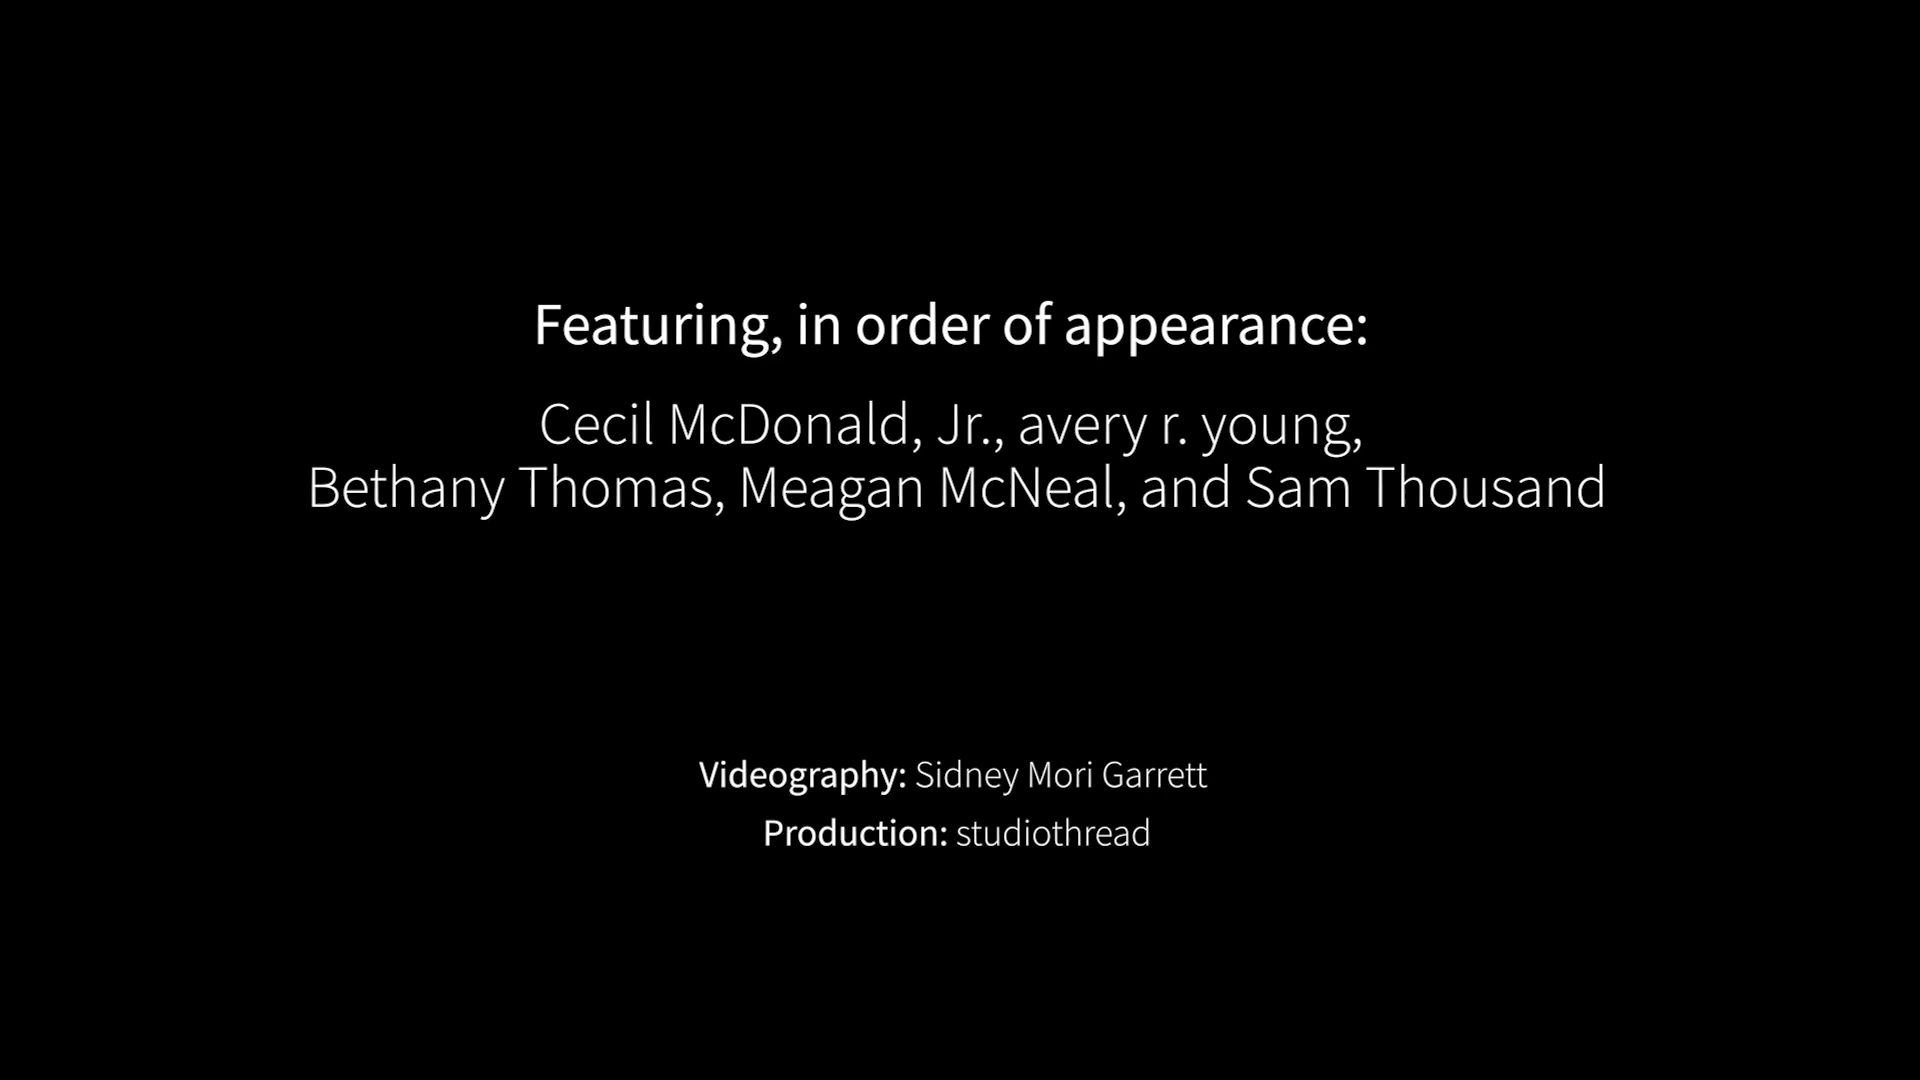 Featuring, in order of appearance:
Cecil McDonald, Jr., avery r. young,
Bethany Thomas, Meagan McNeal, and Sam Thousand
Videography: Sidney Mori Garrett
Production: studiothread